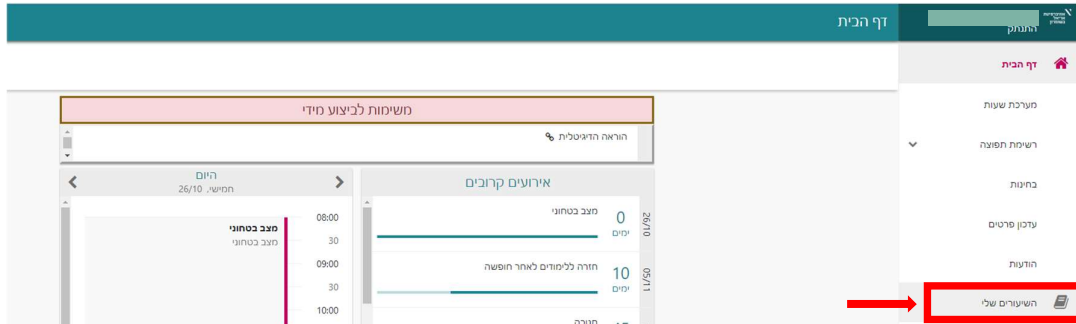 דף הבית
התנתק
דף הבית
מערכת שעות
רשימת תפוצה
בחינות
עדכון פרטים
הודעות
השיעורים שלי
משימות לביצוע מידי
הוראה הדיגיטלית
אירועים קרובים
26/10
0
ימים
מצב בטחוני
05/11
10
ימים
חזרה ללימודים לאחר חופשה
היום
חמישי, 26/10
08:00
מצב בטחוני
מצב בטחוני
30
09:00
30
10:00